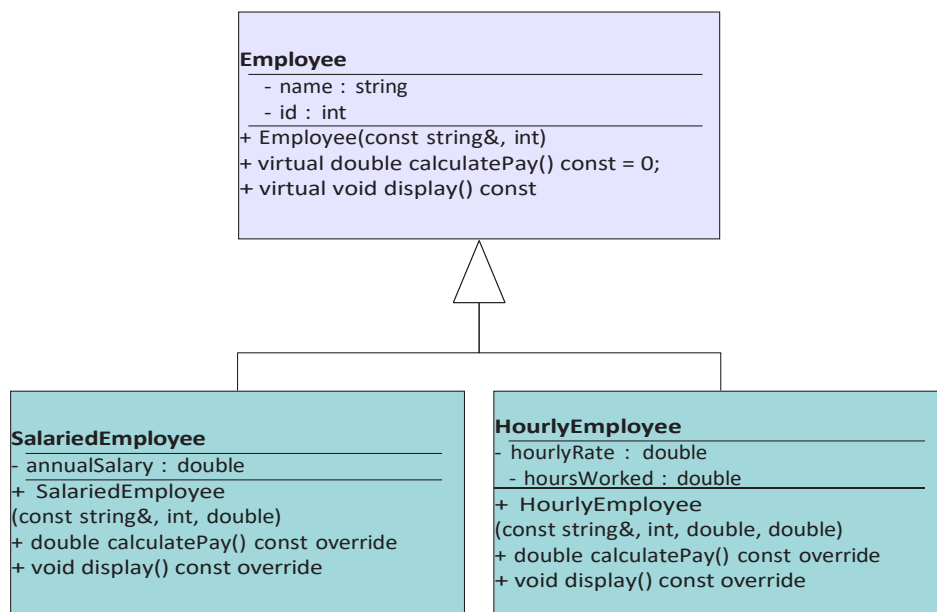 Employee
- name : string
- id : int
+ Employee(const string&, int)
+ virtual double calculatePay() const = 0;
+ virtual void display() const
SalariedEmployee
- annualSalary : double
+ SalariedEmployee
(const string&, int, double)
+ double calculatePay() const override
+ void display() const override
HourlyEmployee
- hourlyRate : double
- hoursWorked : double
+ HourlyEmployee
(const string&, int, double, double)
+ double calculatePay() const override
+ void display() const override